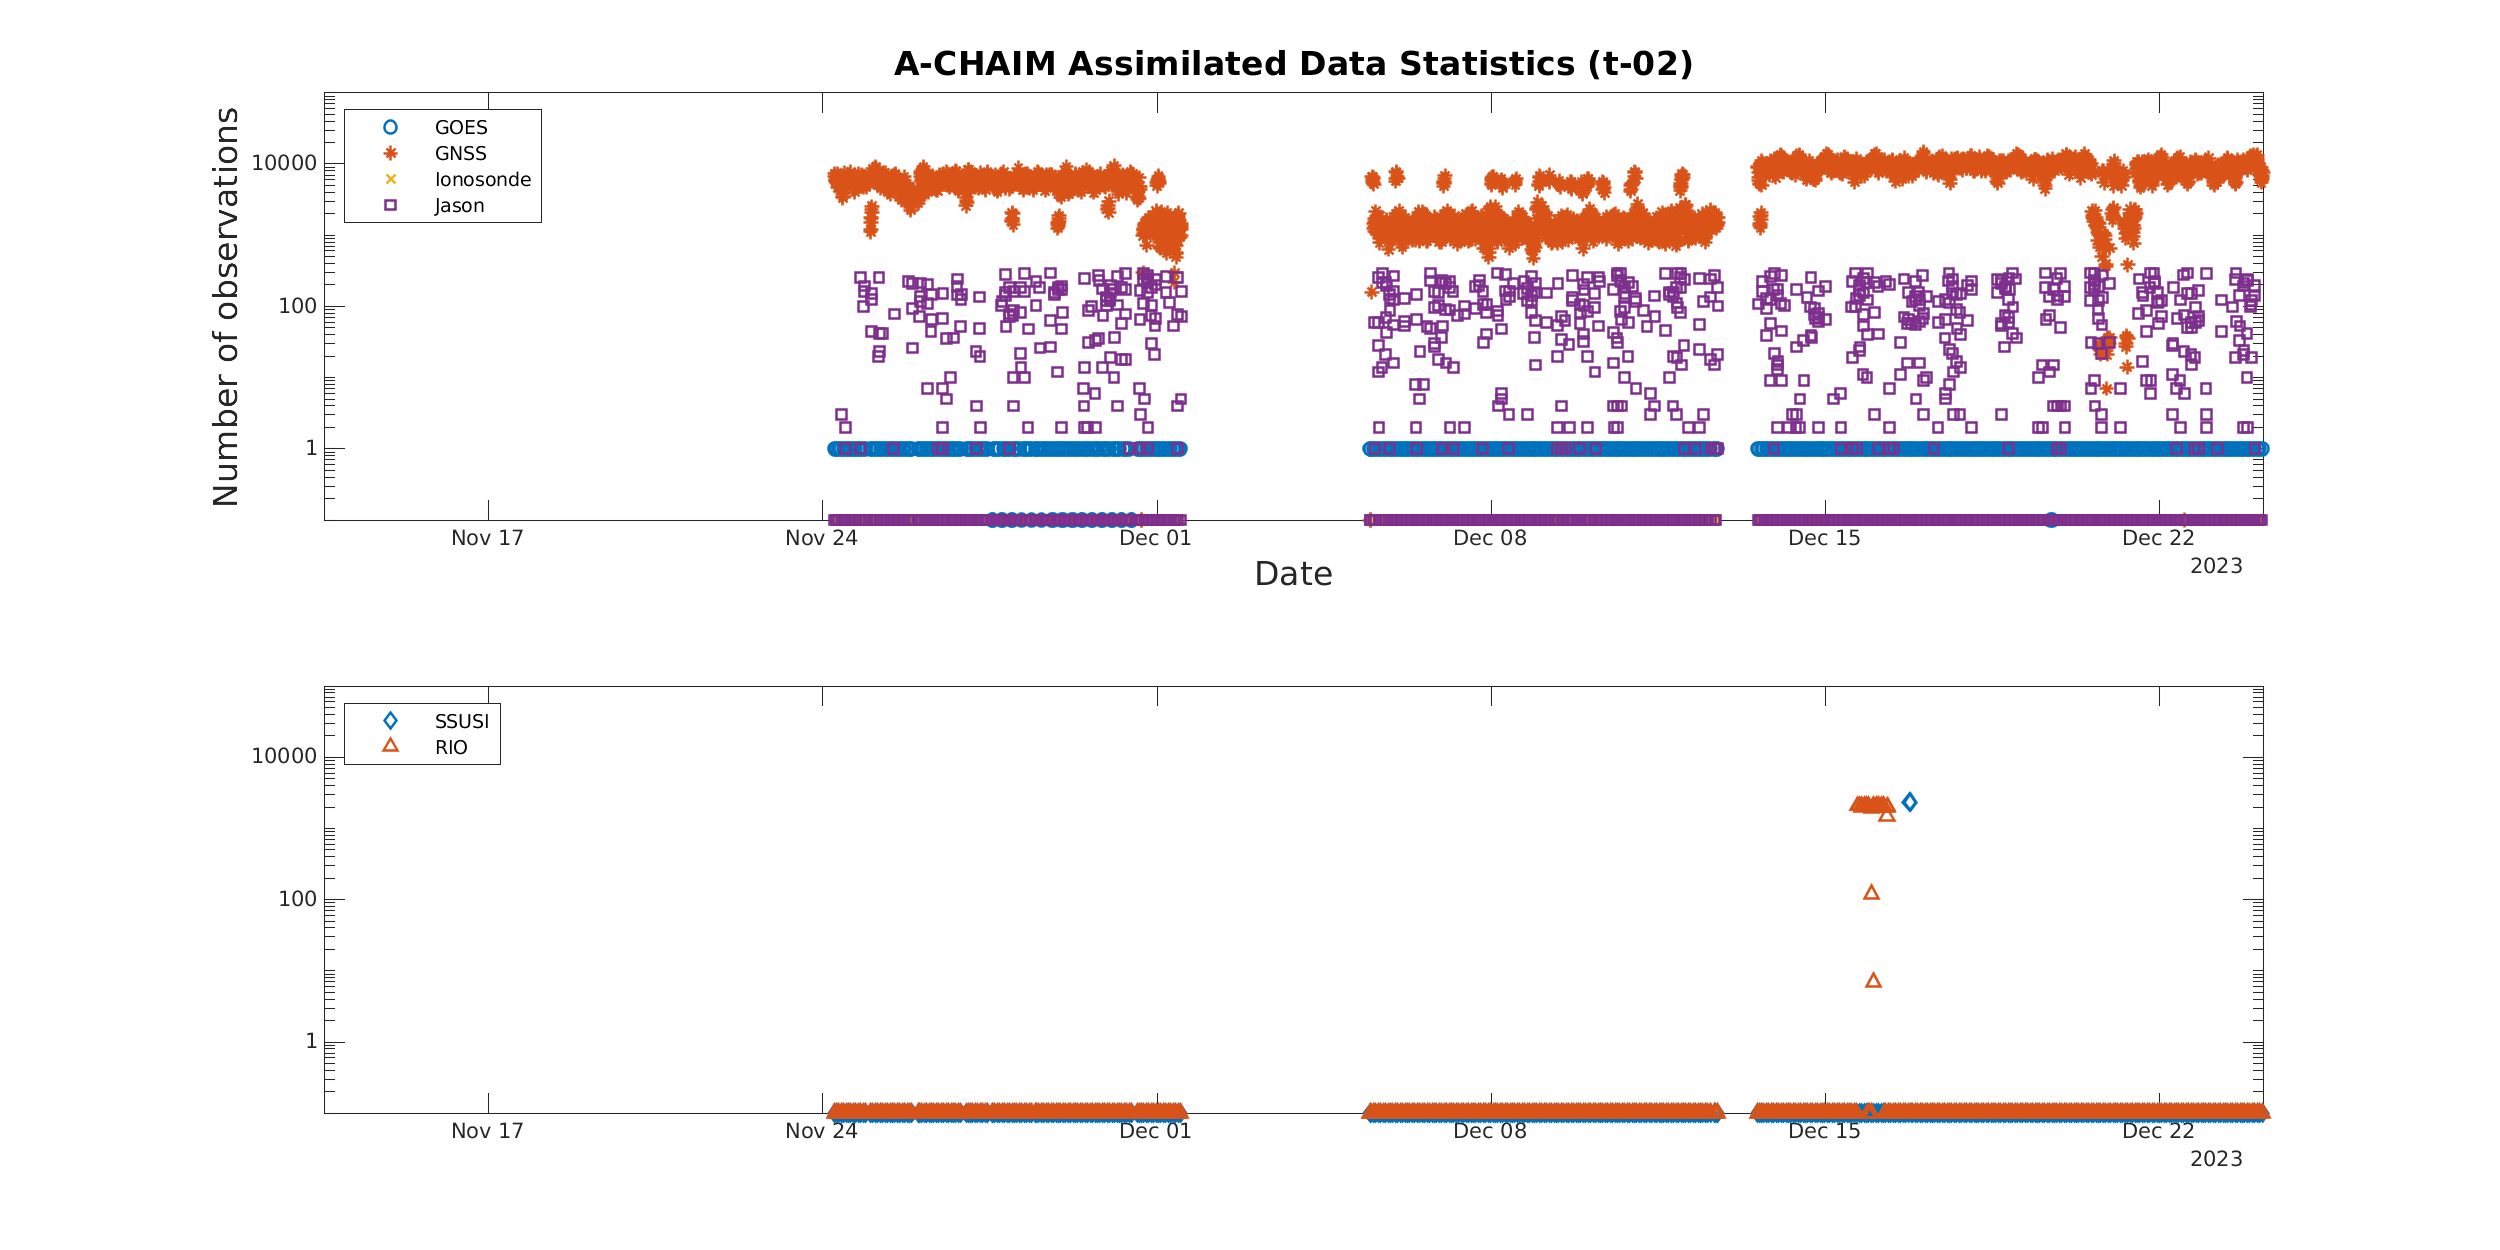 A-CHAIM Assimilated Data Statistics (t-02)
Number of observations
GOES
GNSS
Ionosonde
Jason
10000
100
1
Nov 17 Nov 24 Dec 01 Dec 08 Dec 15 Dec 22
2023
Date
SSUSI
RIO
10000
100
1
Nov 17 Nov 24 Dec 01 Dec 08 Dec 15 Dec 22
2023